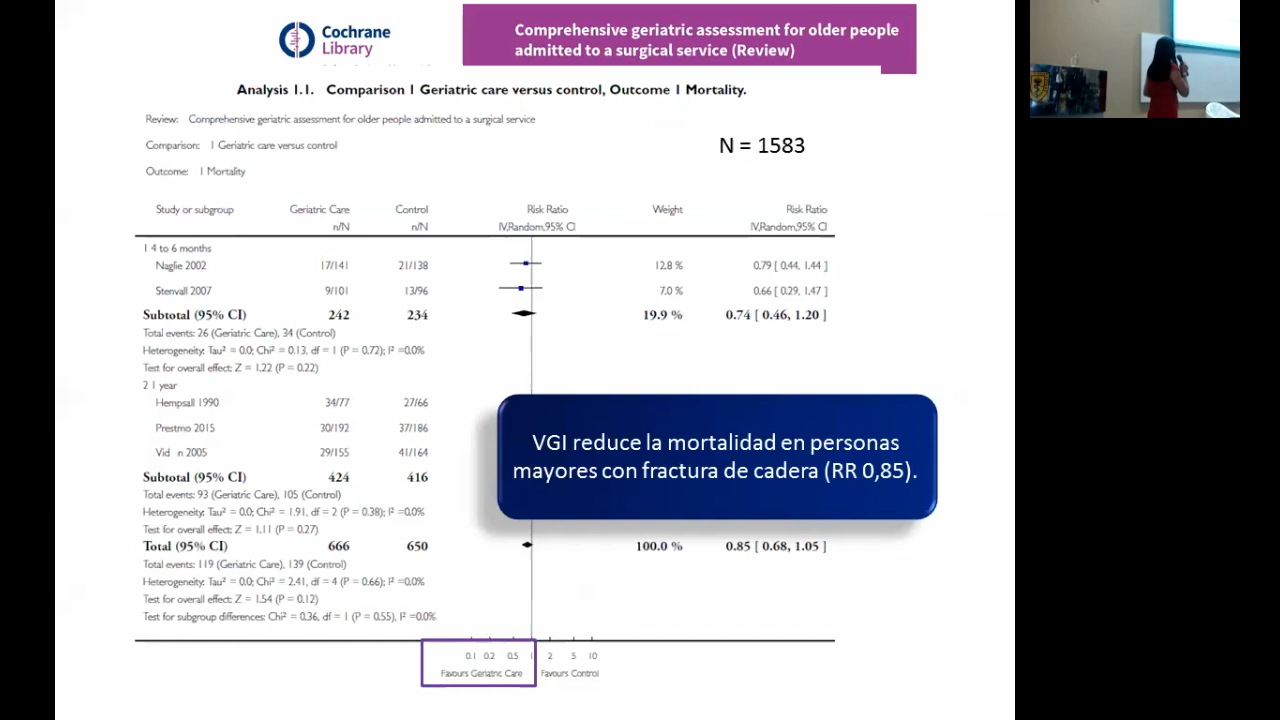 Cochrane
Library
Comprehensive geriatric assessment for older people
admitted to a surgical service (Review)
Analysis 1.1. Comparison 1 Geriatric care versus control, Outcome 1 Mortality.
Review: Comprehensive geriatric assessment for older people admitted to a surgical service
Comparison: 1 Geriatric care versus control
N = 1583
Outcome: 1 Mortality
Study or subgroup Geriatric Care Control Risk Ratio Weight Risk Ratio
n/N n/N IV,Random,95% CI IV,Random,95% CI
1 4 to 6 months
Naglie 2002 17/141 21/138 12.8 % 0.79 [ 0.44, 1.44 ]
Stenvall 2007 9/101 13/96 7.0 % 0.66 [ 0.29, 1.47 ]
Subtotal (95% CI) 242 234 19.9 % 0.74 [ 0.46, 1.20 ]
Total events: 26 (Geriatric Care), 34 (Control)
Heterogeneity: Tau² = 0.0; Chi² = 0.13, df = 1 (P = 0.72); I² =0.0%
Test for overall effect: Z = 1.22 (P = 0.22)
2 1 year
Hempsall 1990 34/77 27/66
Prestmo 2015 30/192 37/186
Vid n 2005 29/155 41/164
VGI reduce la mortalidad en personas
mayores con fractura de cadera (RR 0,85).
Subtotal (95% CI) 424 416
Total events: 93 (Geriatric Care), 105 (Control)
Heterogeneity: Tau² = 0.0; Chi² = 1.91, df = 2 (P = 0.38); I² =0.0%
Test for overall effect: Z = 1.11 (P = 0.27)
Total (95% CI) 666 650 100.0 % 0.85 [ 0.68, 1.05 ]
Total events: 119 (Geriatric Care), 139 (Control)
Heterogeneity: Tau² = 0.0; Chi² = 2.41, df = 4 (P = 0.66); I² =0.0%
Test for overall effect: Z = 1.54 (P = 0.12)
Test for subgroup differences: Chi² = 0.36, df = 1 (P = 0.55), I² =0.0%
0.1 0.2 0.5 1 2 5 10
Favours Geriatric Care Favours Control